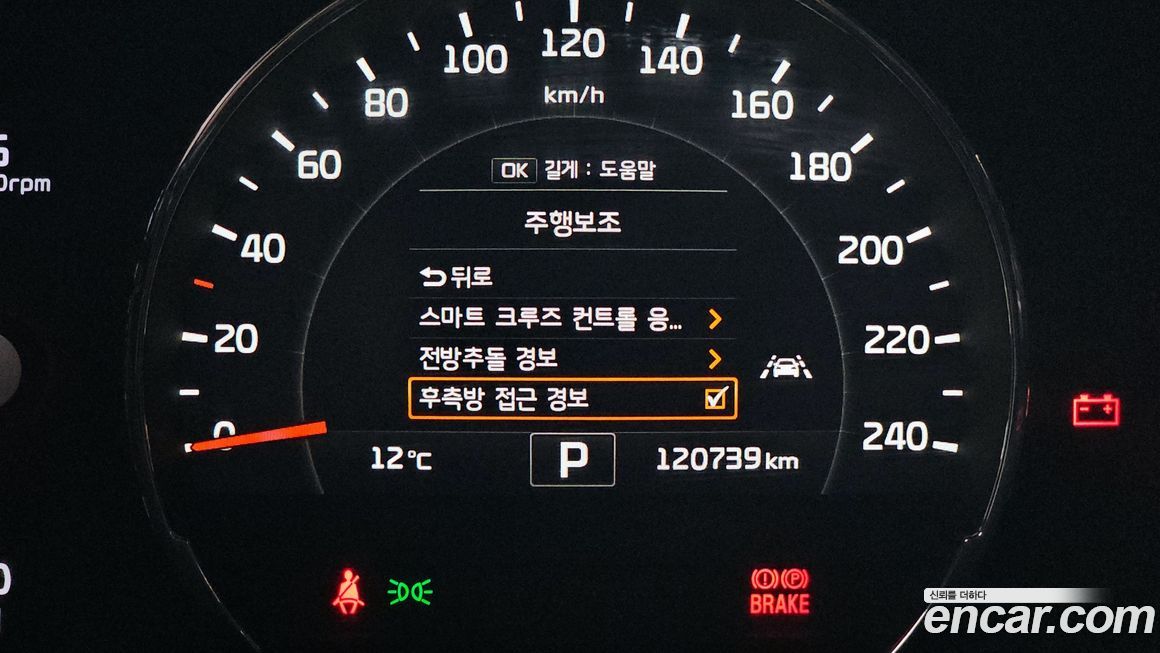 100
120
140
80
km/h
160
60
180
OK 길게 : 도움말
주행보조
40
200
뒤로
스마트 크루즈 컨트롤 응...
20
220
전방추돌 경보
후측방 접근 경보
0
240
12°C
P
120739 km
rpm
BRAKE
신뢰를 더하다
encar.com